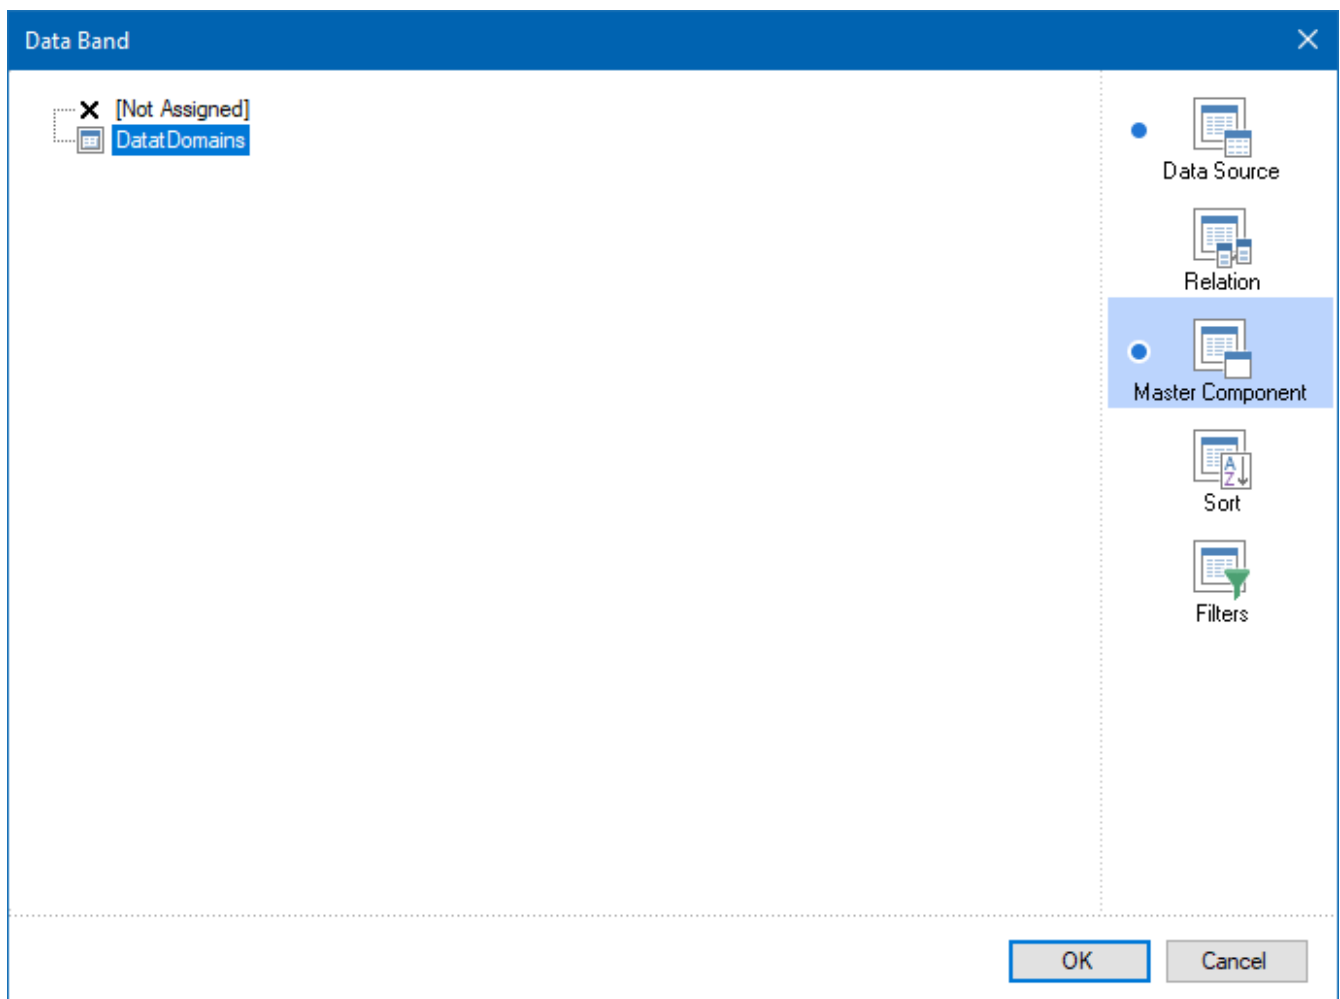 Data Band
[Not Assigned]
DatatDomains
Data Source
Relation
Master Component
Sort
Filters
OK
Cancel